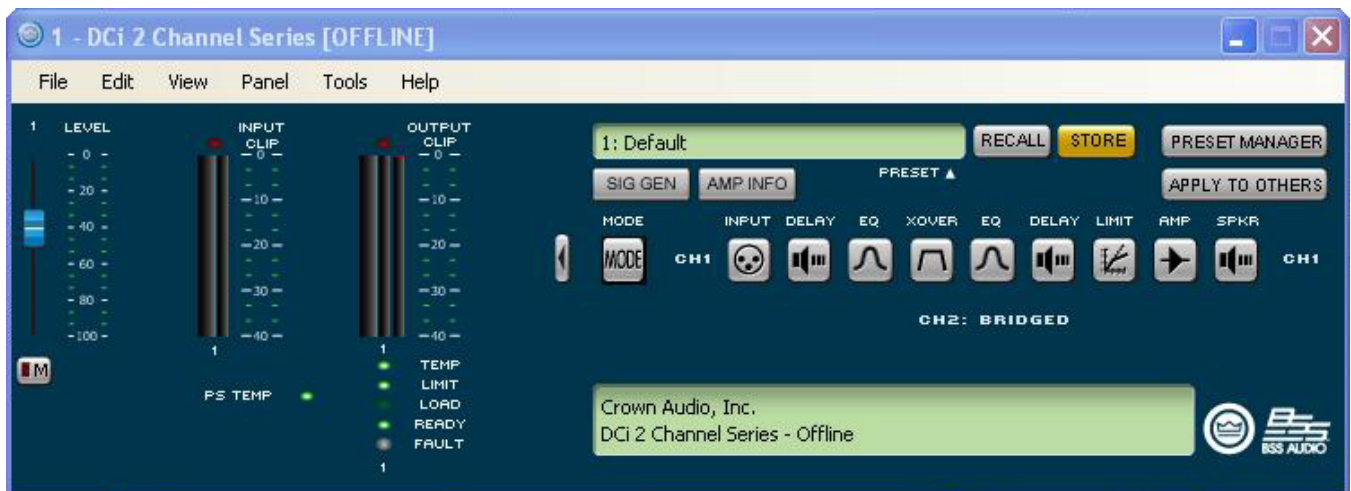 1 - DCi 2 Channel Series [OFFLINE]
File Edit View Panel Tools Help
1 LEVEL
- 0 -
- 20 -
- 40 -
- 60 -
- 80 -
-100 -
M
INPUT
CLIP
- 0 -
-10 -
-20 -
-30 -
-40 -
1
PS TEMP
OUTPUT
CLIP
- 0 -
-10 -
-20 -
-30 -
-40 -
1
TEMP
LIMIT
LOAD
READY
FAULT
1
1: Default
RECALL STORE PRESET MANAGER
PRESET ▲
SIG GEN AMP INFO APPLY TO OTHERS
MODE INPUT DELAY EQ XOVER EQ DELAY LIMIT AMP SPKR
MODE CH1 CH1
CH2: BRIDGED
Crown Audio, Inc.
DCi 2 Channel Series - Offline
BSS
BSS AUDIO